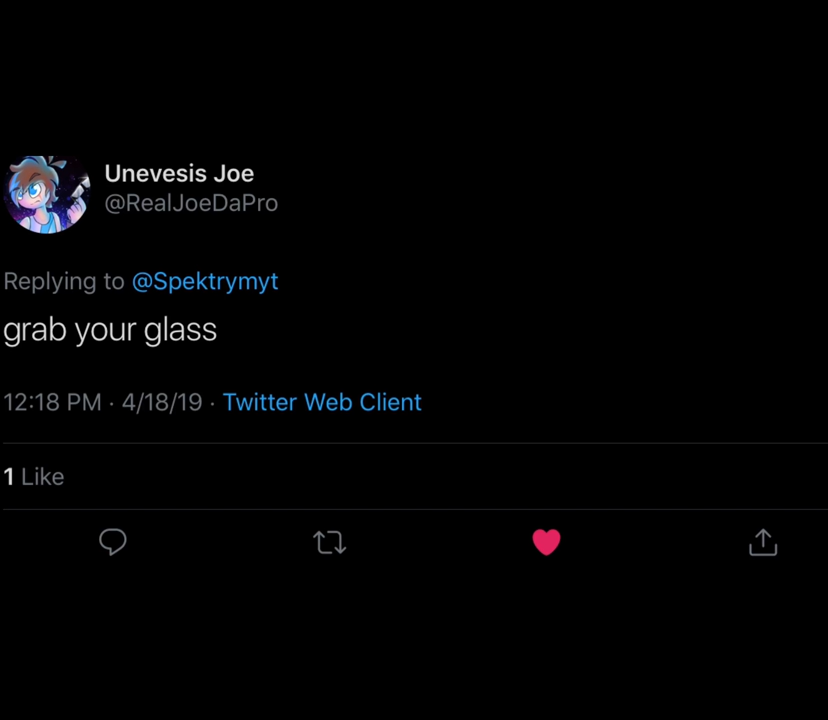 Unevesis Joe
@RealJoeDaPro
Replying to @Spektrymyt
grab your glass
12:18 PM · 4/18/19 · Twitter Web Client
1 Like